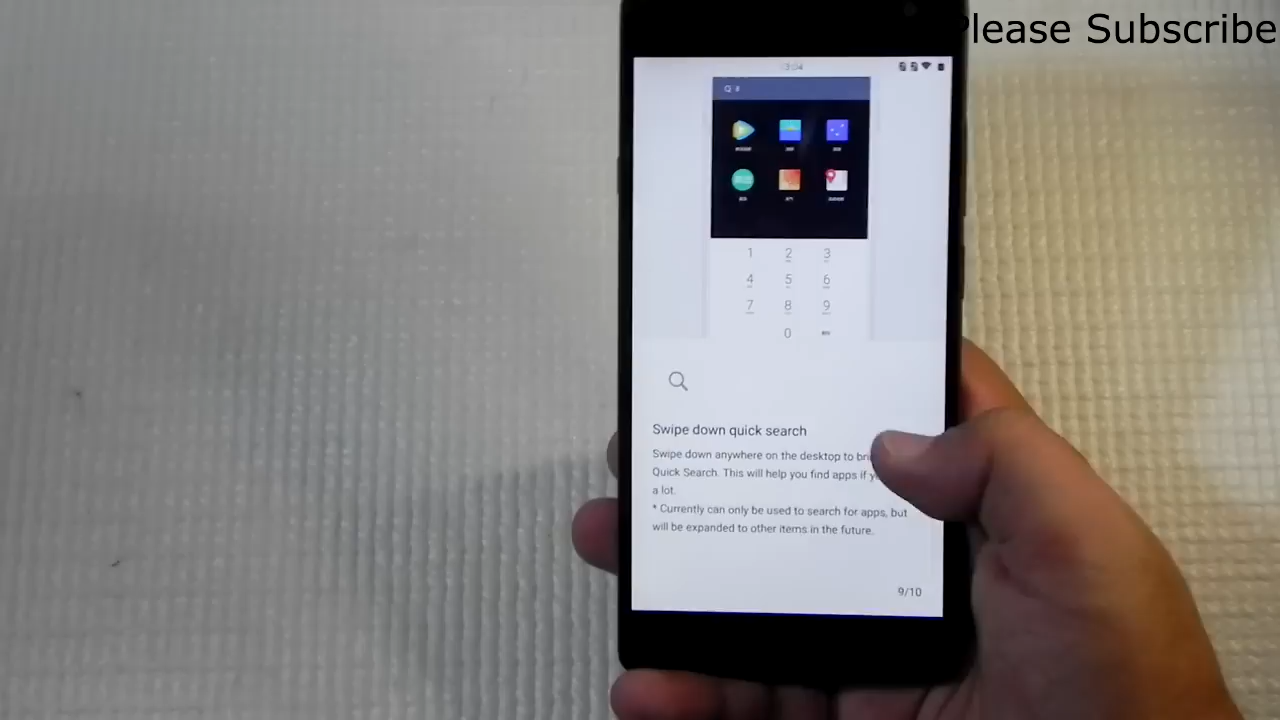 Please Subscribe
1 2 3
4 5 6
7 8 9
0
Swipe down quick search
Swipe down anywhere on the desktop to
Quick Search. This will help you find apps if
a lot.
* Currently can only be used to search for apps, but
will be expanded to other items in the future.
9/10